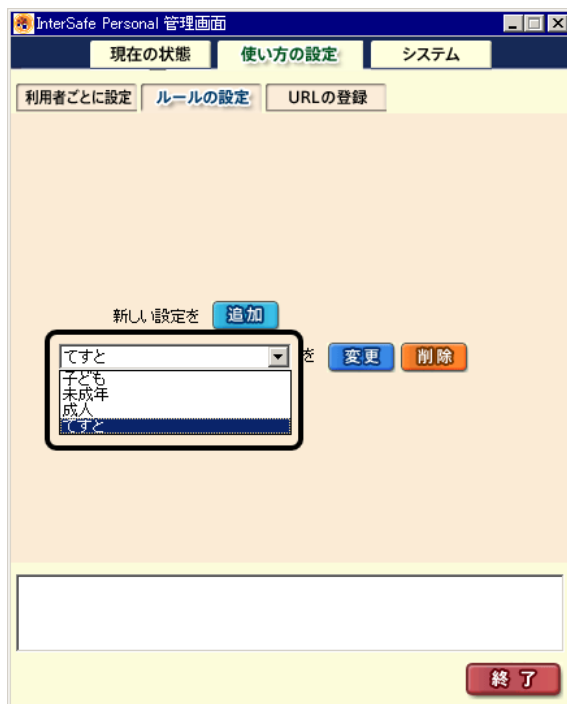 InterSafe Personal 管理画面
現在の状態 使い方の設定 システム
利用者ごとに設定 ルールの設定 URLの登録
新しい設定を 追加
てすと を 変更 削除
子ども
未成年
成人
てすと
終了